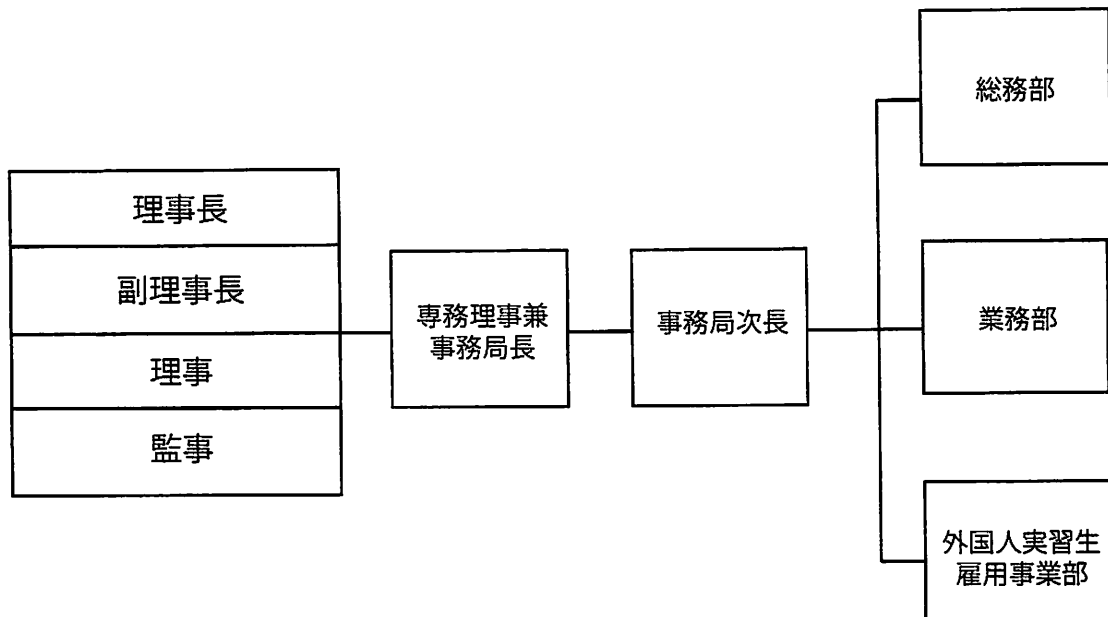 理事長
副理事長
理事
監事
専務理事兼
事務局長
事務局次長
総務部
業務部
外国人実習生
雇用事業部